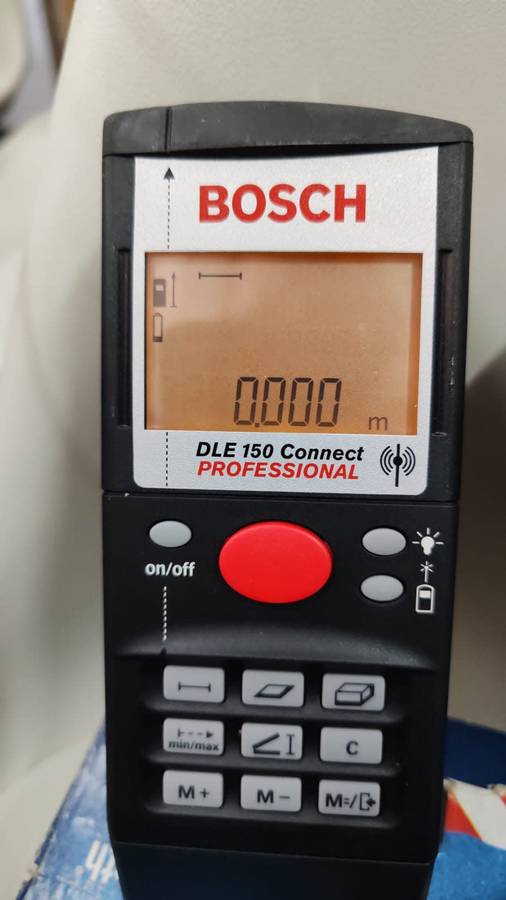 BOSCH
0.000 m
DLE 150 Connect
PROFESSIONAL
on/off
min/max
C
M+
M-
M=/